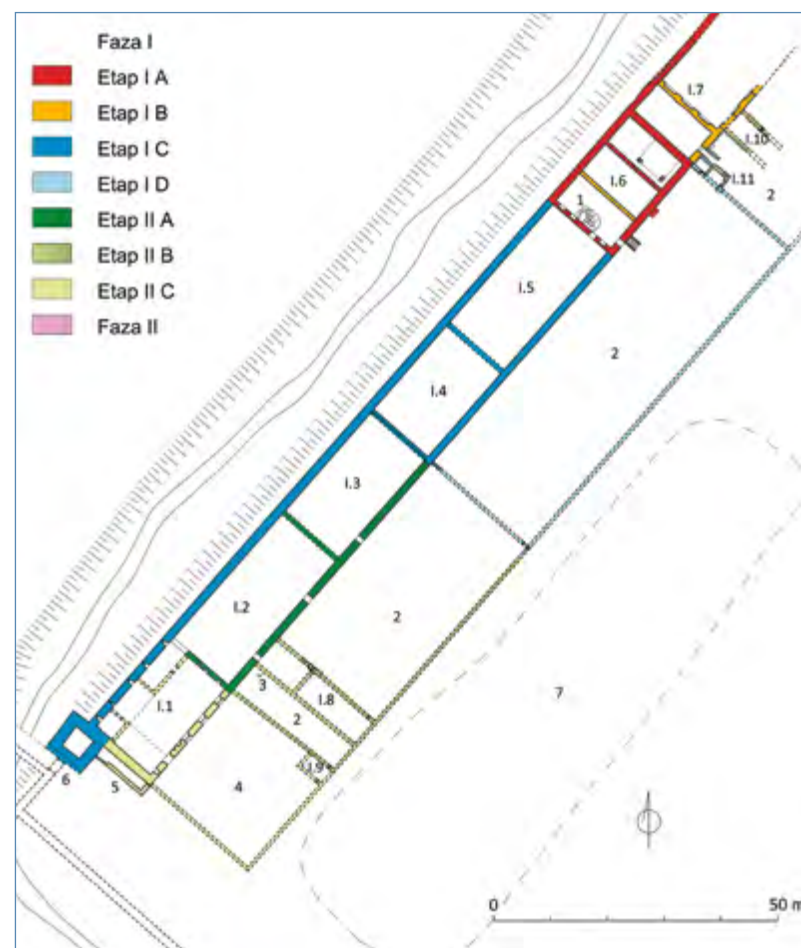 Faza I
Etap I A
Etap I B
Etap I C
Etap I D
Etap II A
Etap II B
Etap II C
Faza II
I.7
I.10
I.11
2
I.6
1
I.5
2
I.4
I.3
I.2
2
7
3
I.8
I.1
2
I.9
4
6
5
0
50 m